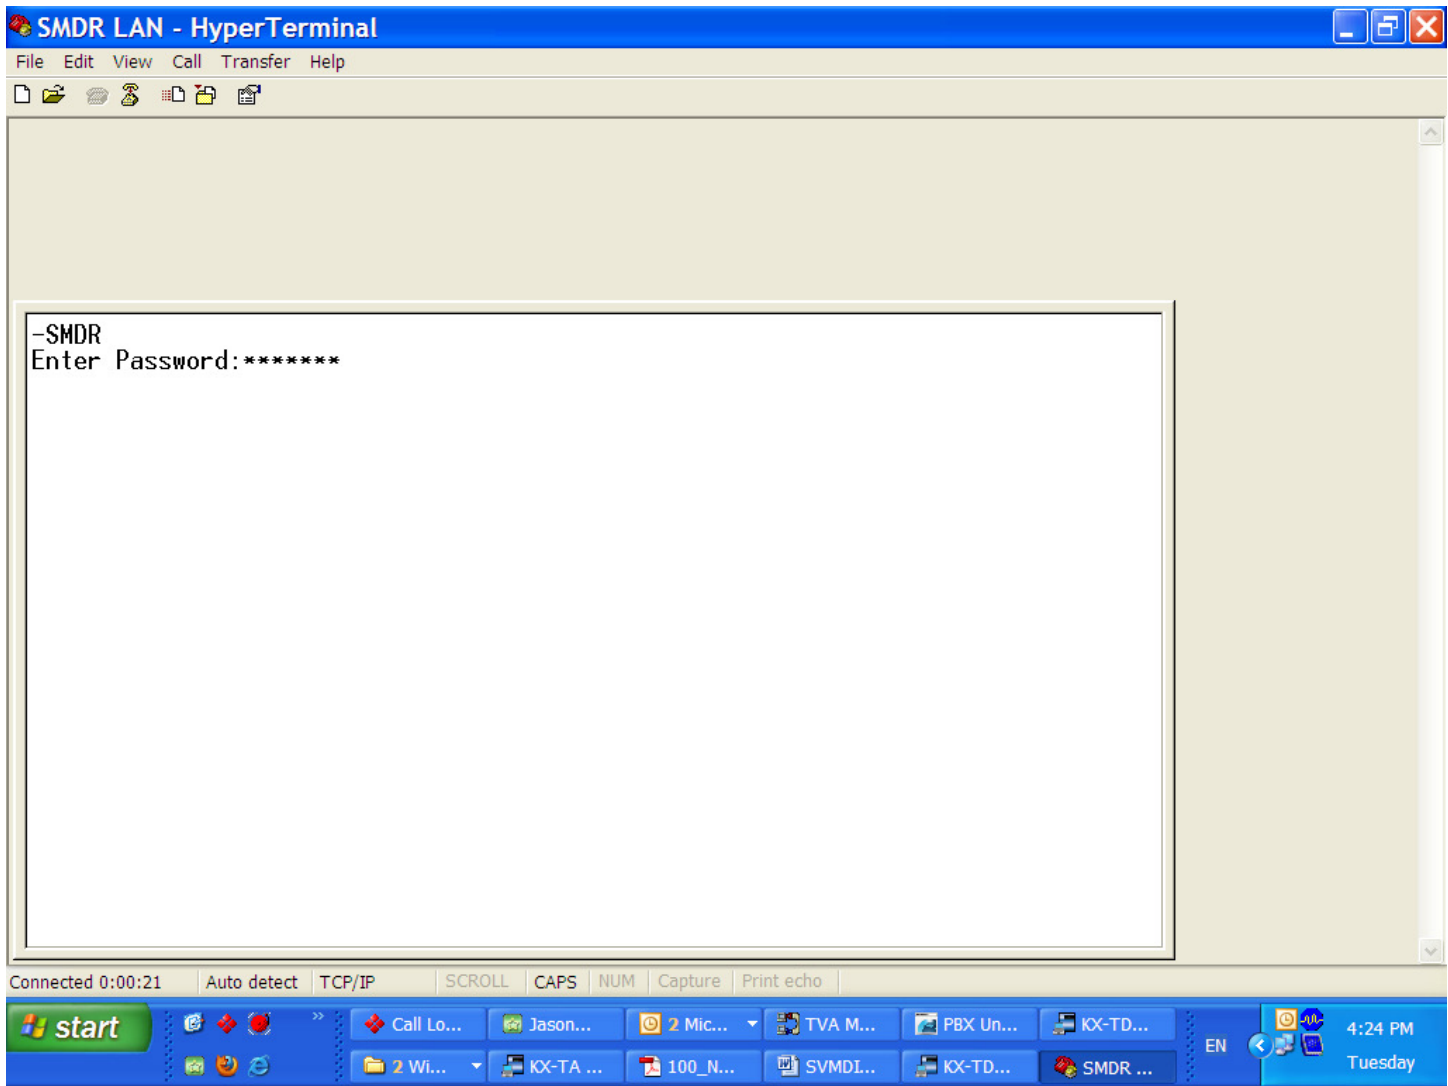 SMDR LAN - HyperTerminal
File Edit View Call Transfer Help
-SMDR
Enter Password:*******
Connected 0:00:21 Auto detect TCP/IP SCROLL CAPS NUM Capture Print echo
start » Call Lo... Jason... 2 Mic... TVA M... PBX Un... KX-TD... EN 4:24 PM
2 Wi... KX-TA ... 100_N... SVMDI... KX-TD... SMDR ... Tuesday